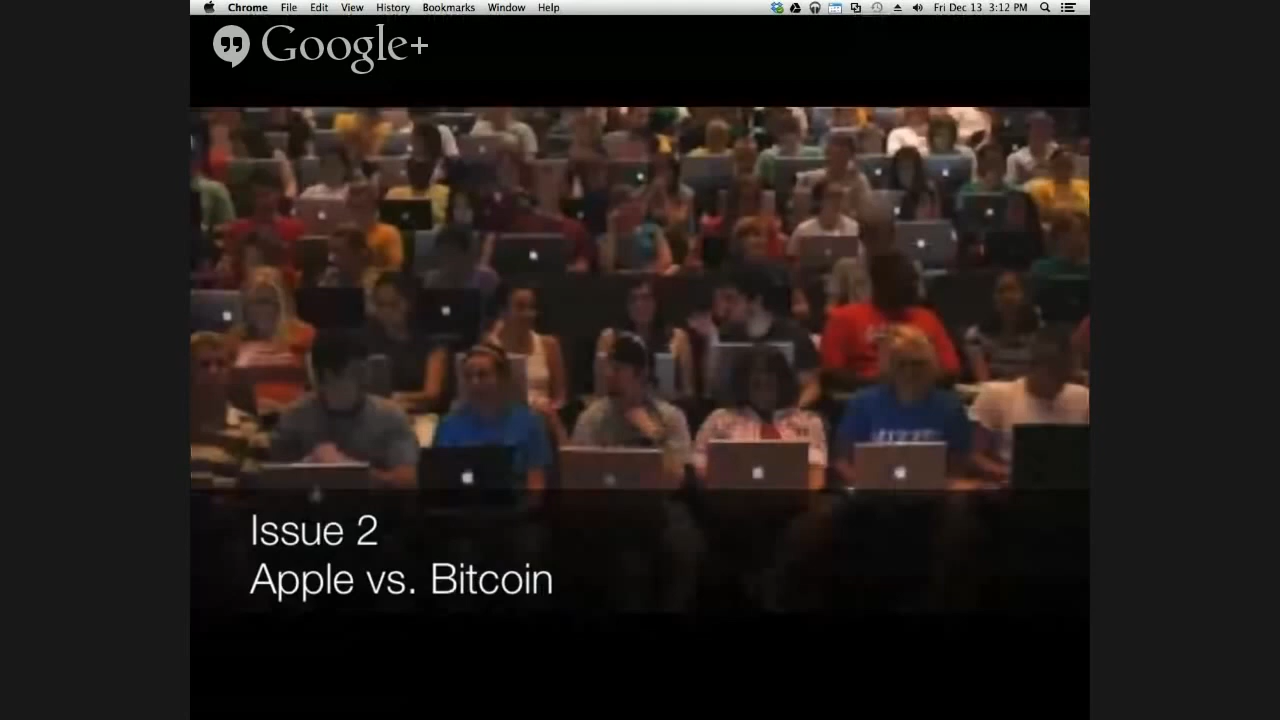 Chrome File Edit View History Bookmarks Window Help Fri Dec 13 3:12 PM
Google+
Issue 2
Apple vs. Bitcoin